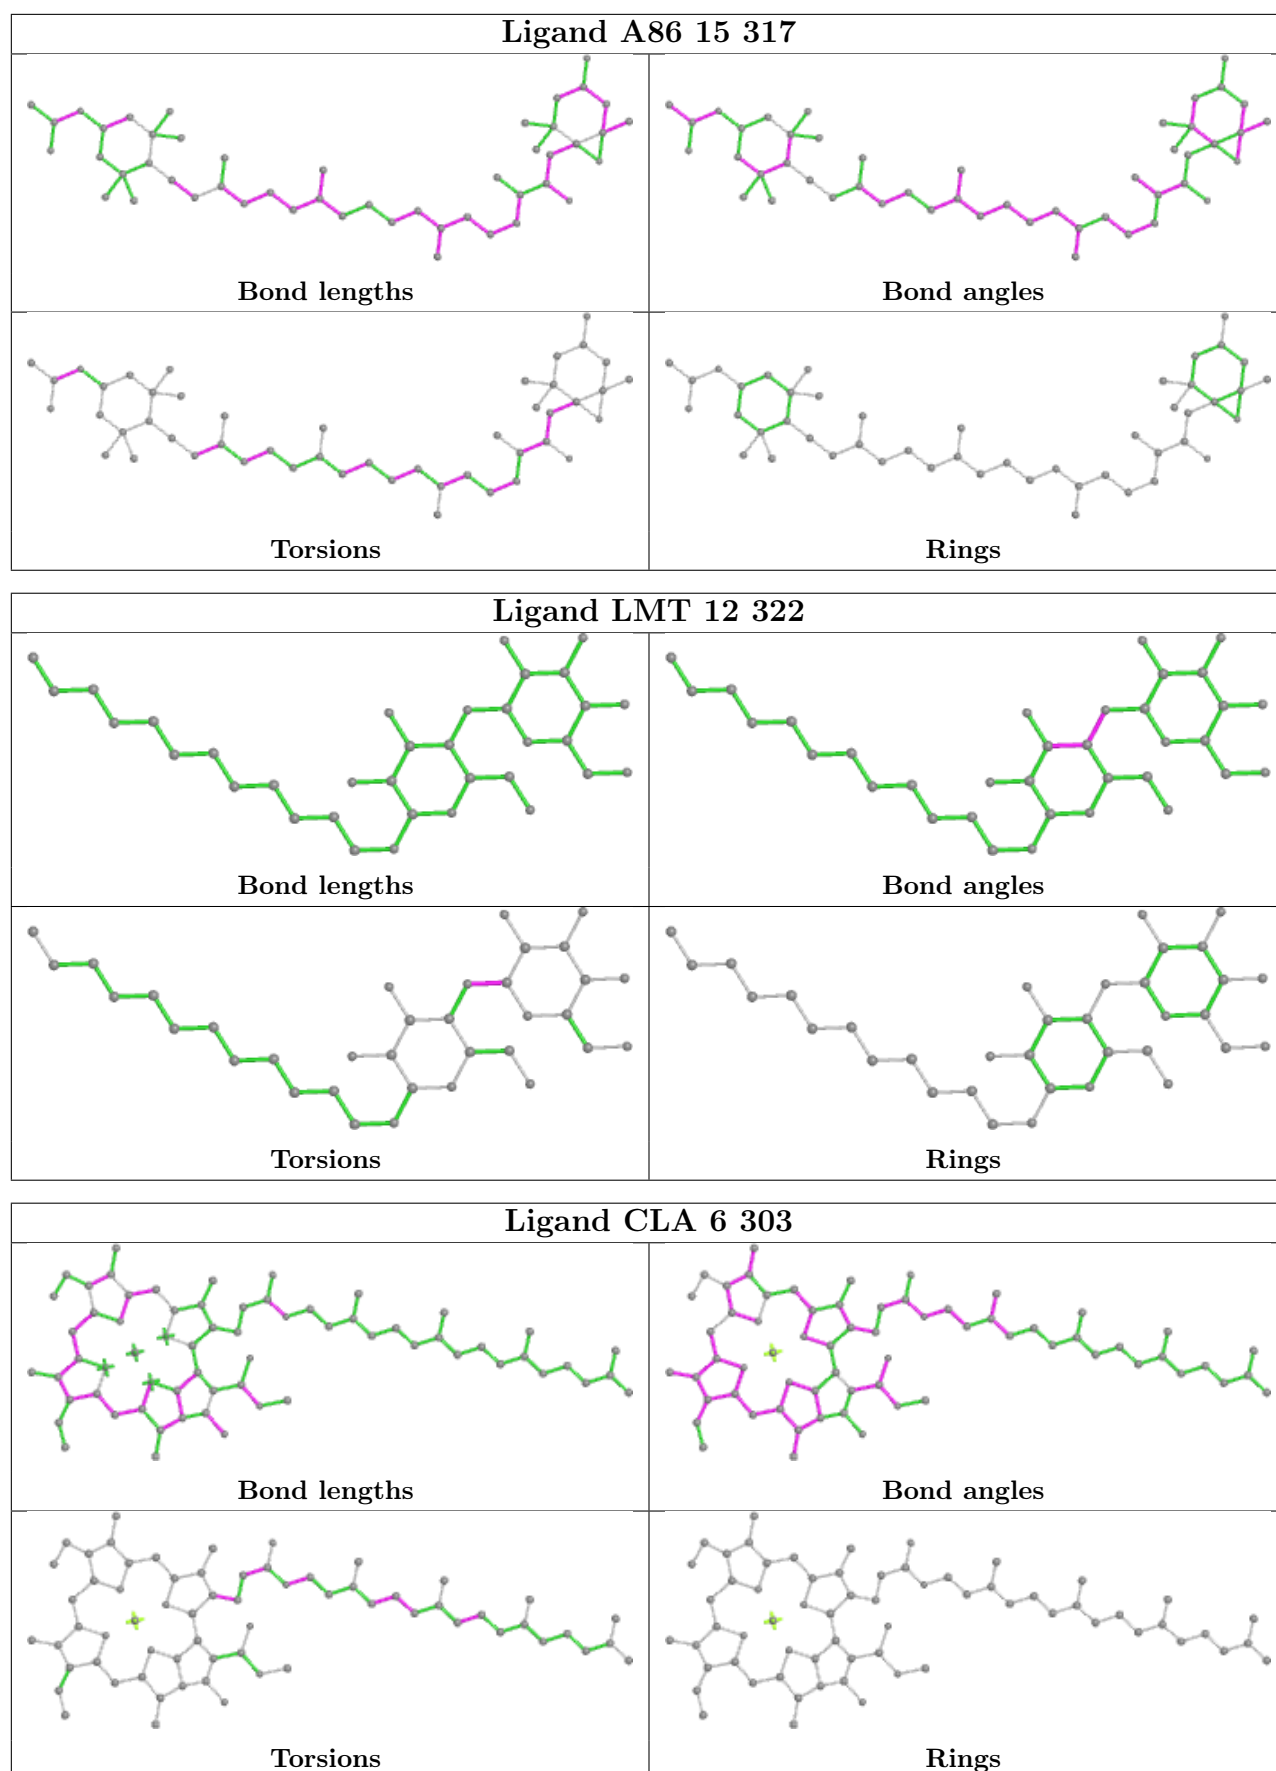 Ligand A86 15 317
Bond lengths
Bond angles
Torsions
Rings
Ligand LMT 12 322
Bond lengths
Bond angles
Torsions
Rings
Ligand CLA 6 303
Bond lengths
Bond angles
Torsions
Rings